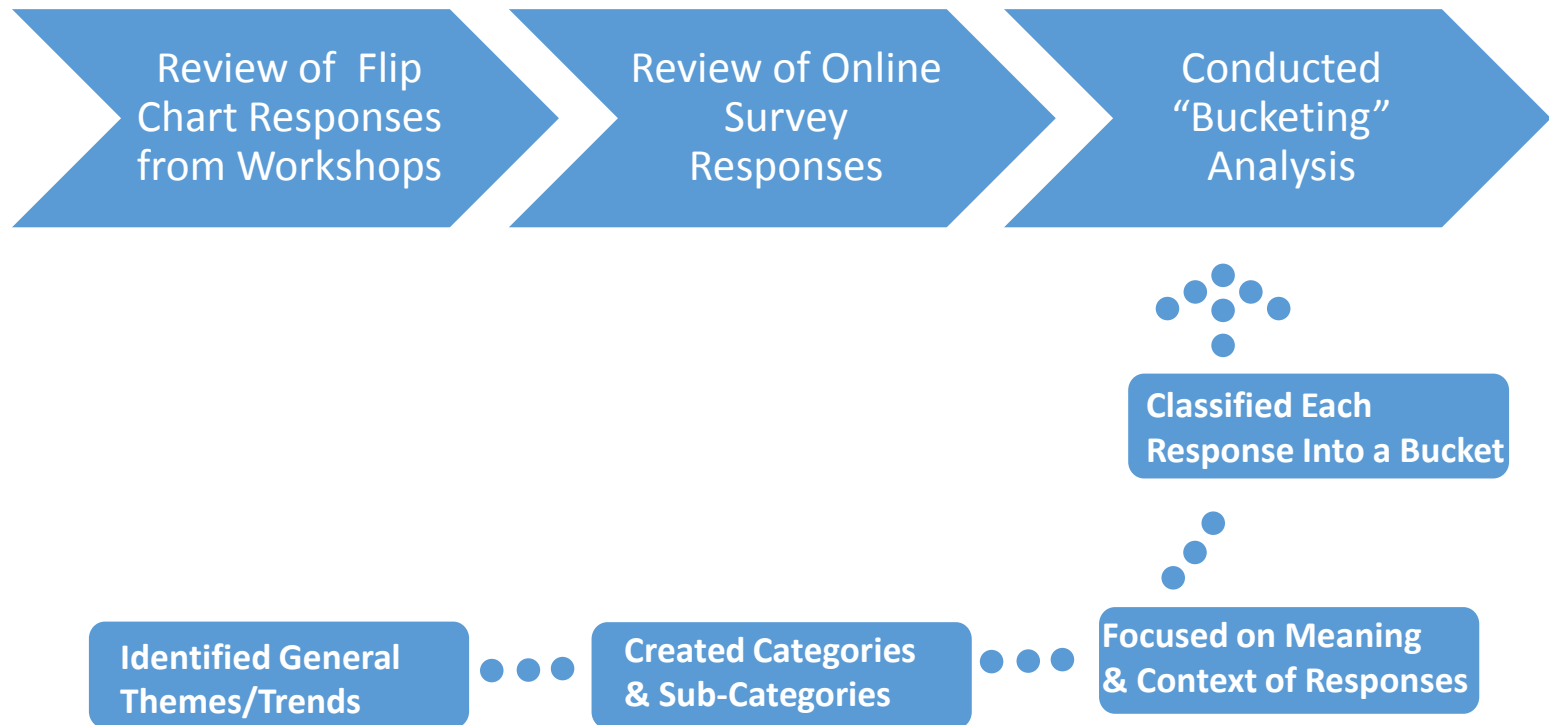 Review of  Flip
Chart Responses
from Workshops
Review of Online
Survey
Responses
Conducted
“Bucketing”
Analysis
Classified Each
Response Into a Bucket
Identified General
Themes/Trends
Created Categories
& Sub-Categories
Focused on Meaning
& Context of Responses